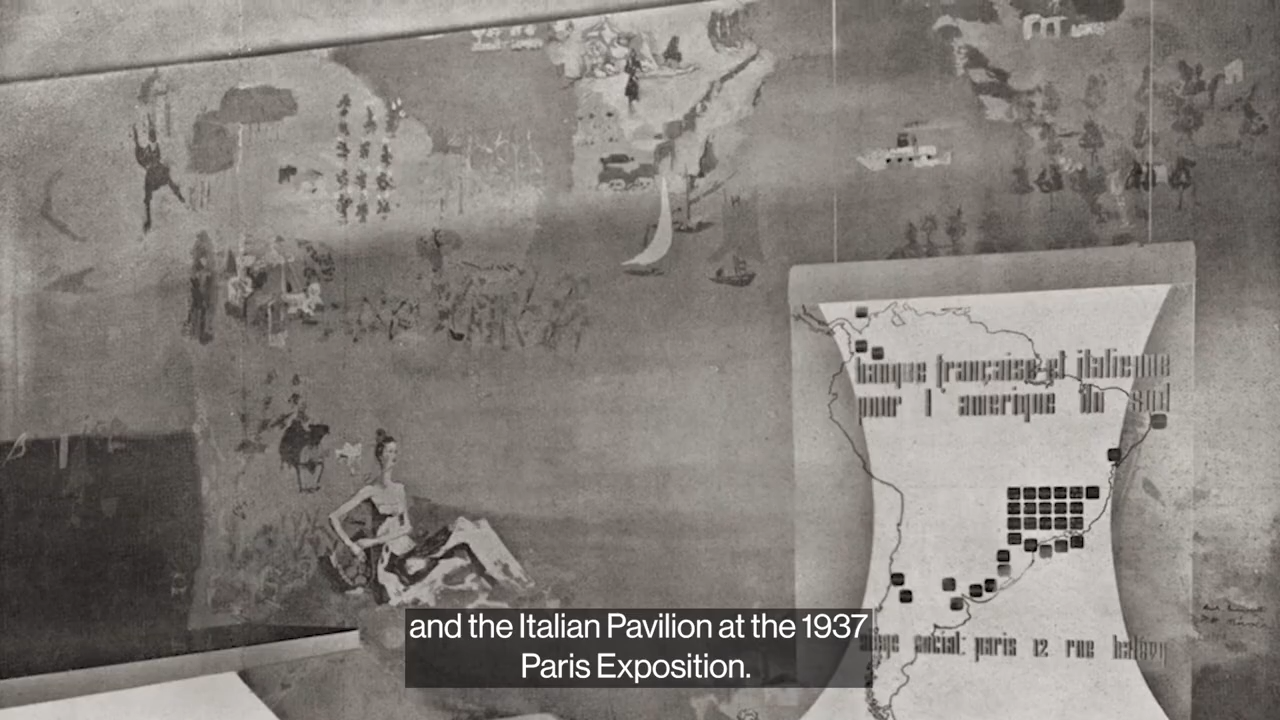 banque française et italienne
pour l'amerique du sud
siège social: paris 12 rue halévy
and the Italian Pavilion at the 1937
Paris Exposition.